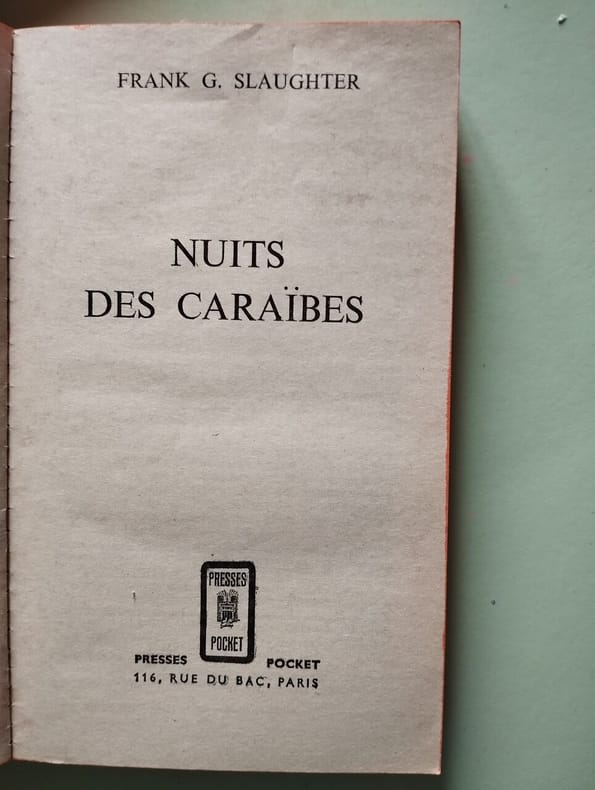 FRANK G. SLAUGHTER
NUITS
DES CARAÏBES
PRESSES
POCKET
PRESSES POCKET
116, RUE DU BAC, PARIS